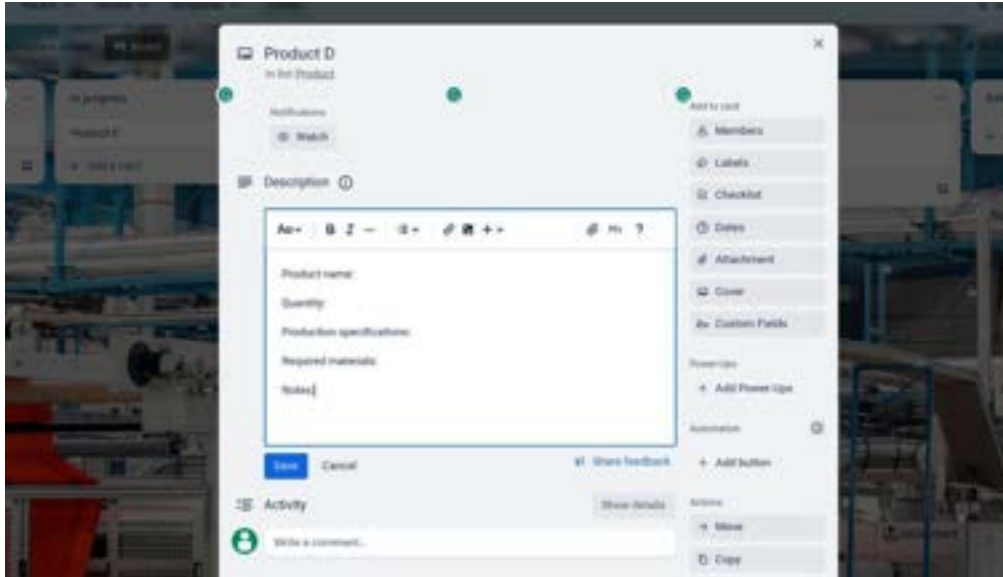 Product D
in list Product
Notifications
Watch
Description
Product name:
Quantity:
Production specifications:
Required materials:
Notes:
Save
Cancel
Share feedback
Activity
Show details
Write a comment...
Add to card
Members
Labels
Checklist
Dates
Attachment
Cover
Custom Fields
Power-Ups
+ Add Power-Ups
Automation
+ Add button
Actions
→ Move
Copy
In progress
+ Add a card